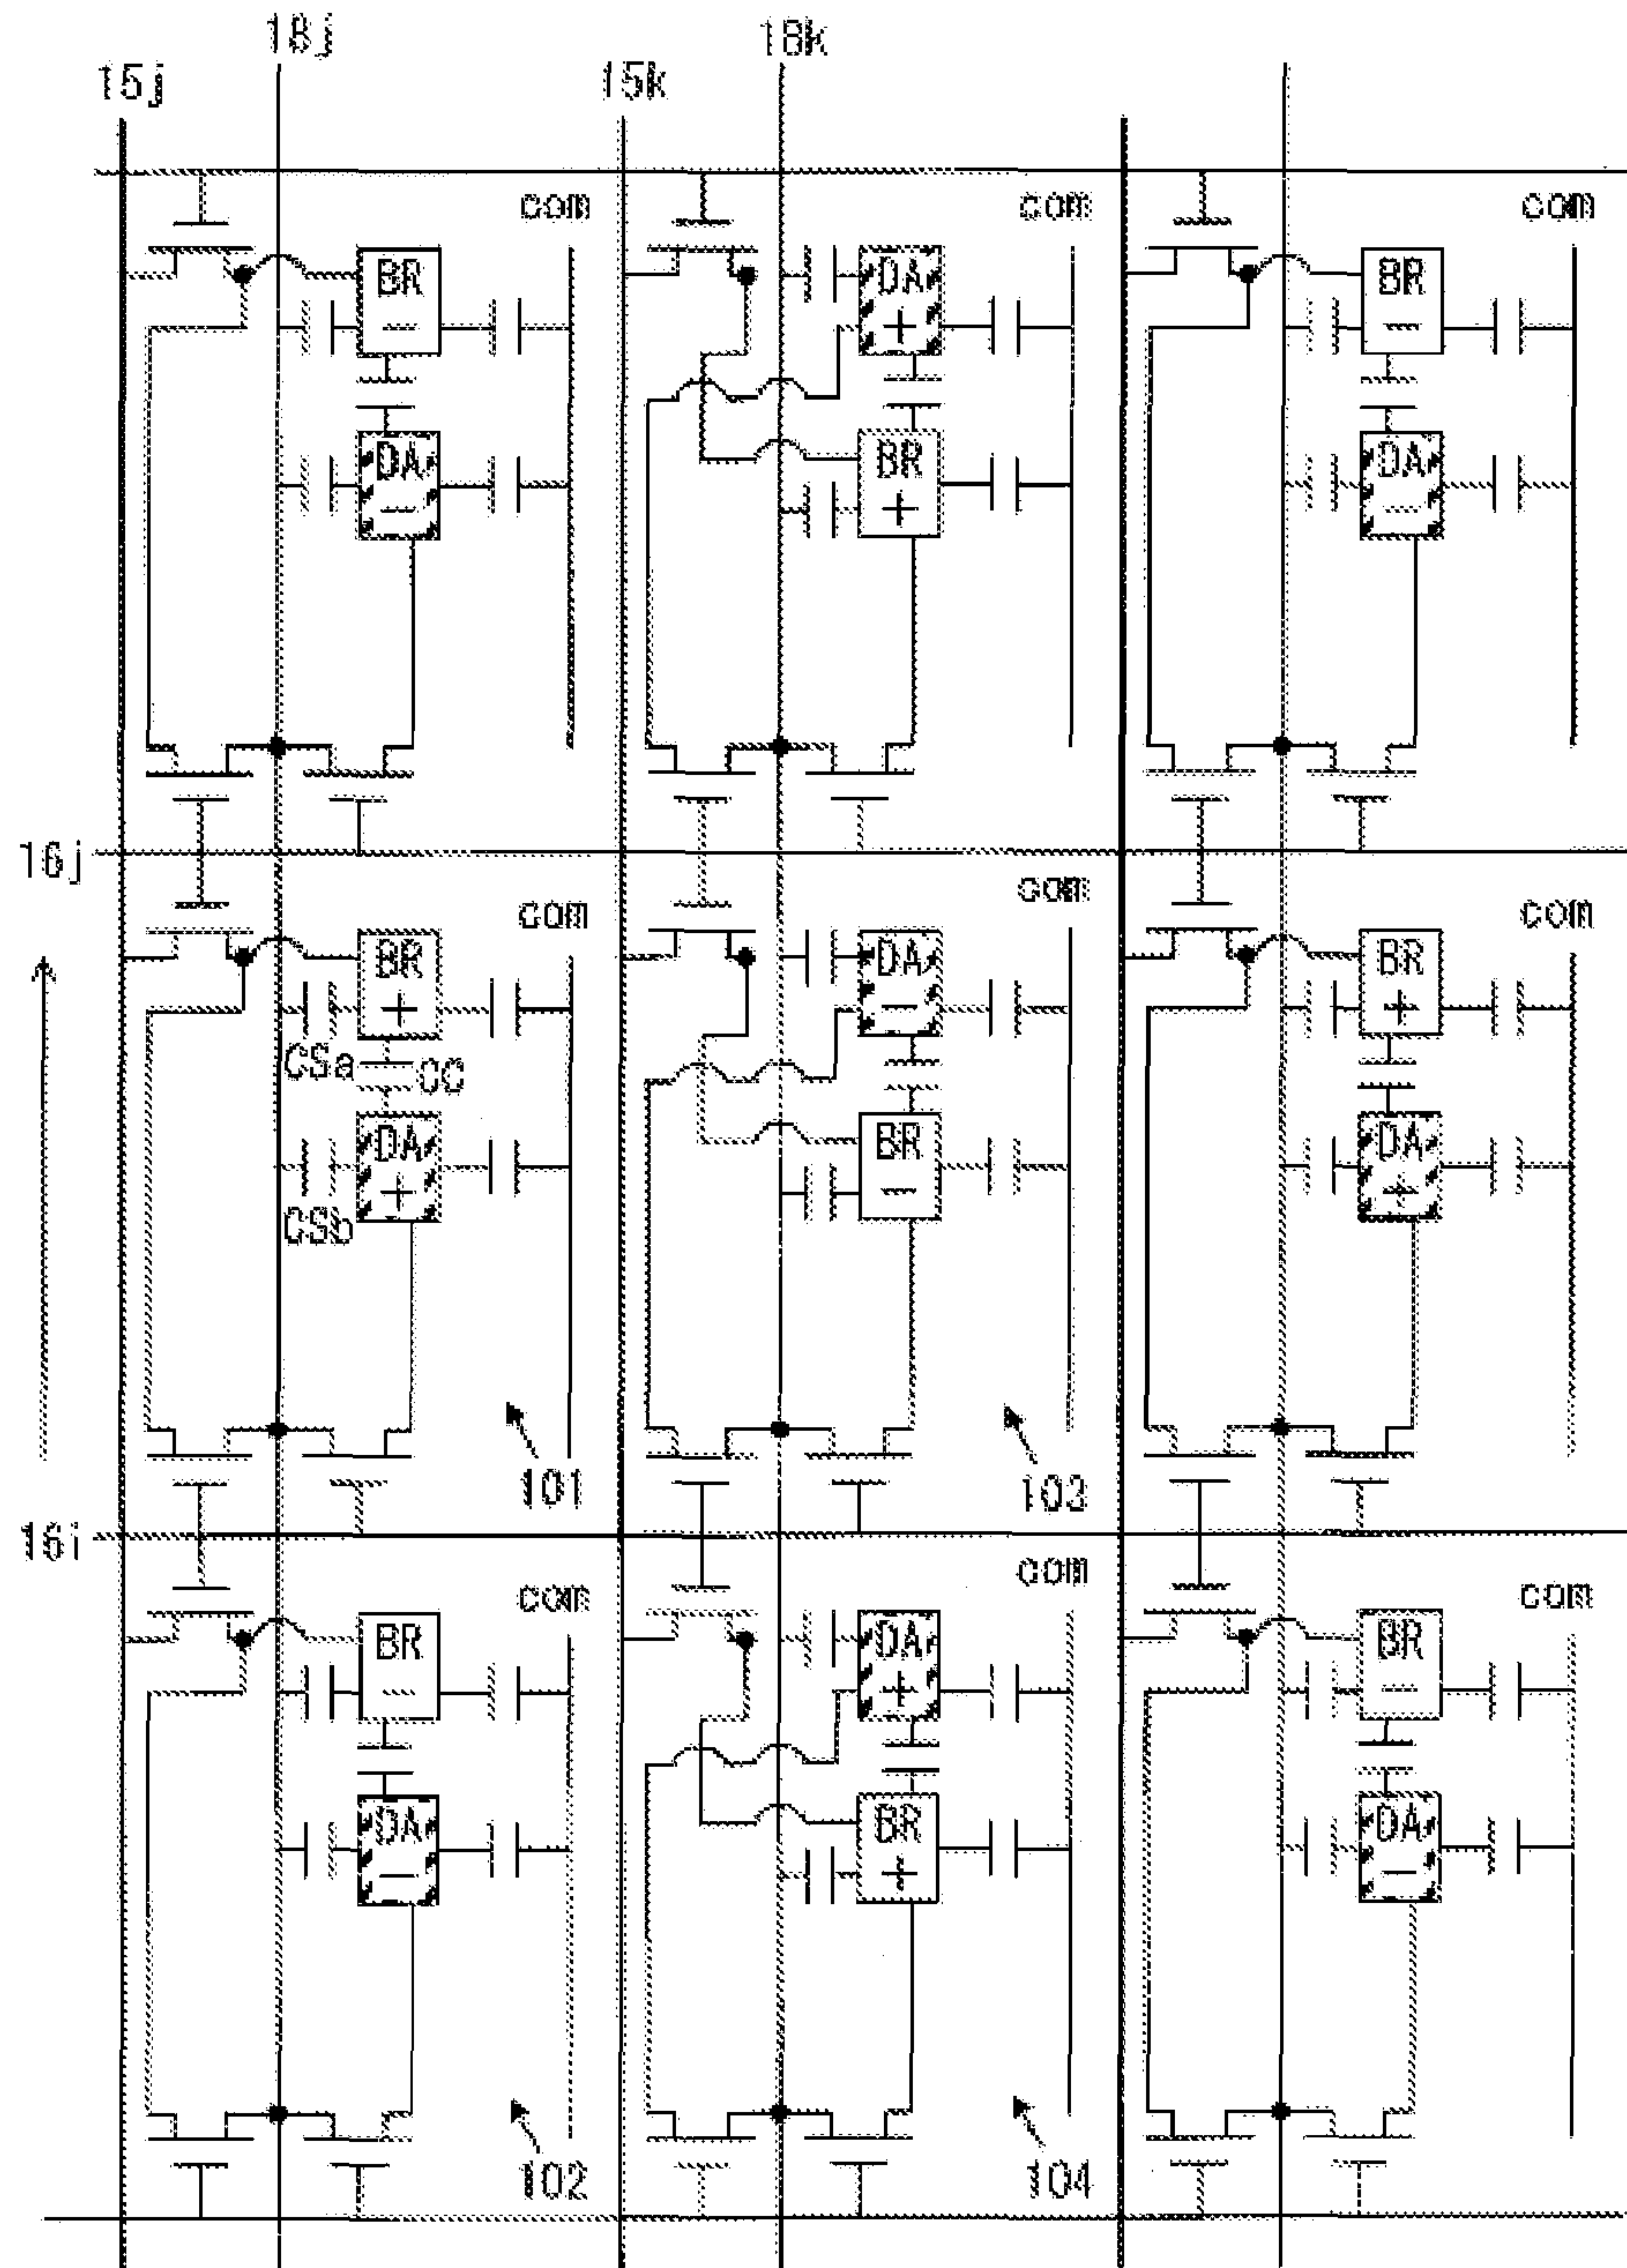 18j
18k
15j
15k
com
com
com
BR
—
DA
+
BR
—
DA
—
BR
+
DA
—
16j
com
com
com
BR
+
DA
—
BR
+
CSa
CC
DA
+
BR
—
DA
+
CSb
101
103
16i
com
com
com
BR
—
DA
+
BR
—
DA
—
BR
+
DA
—
102
104